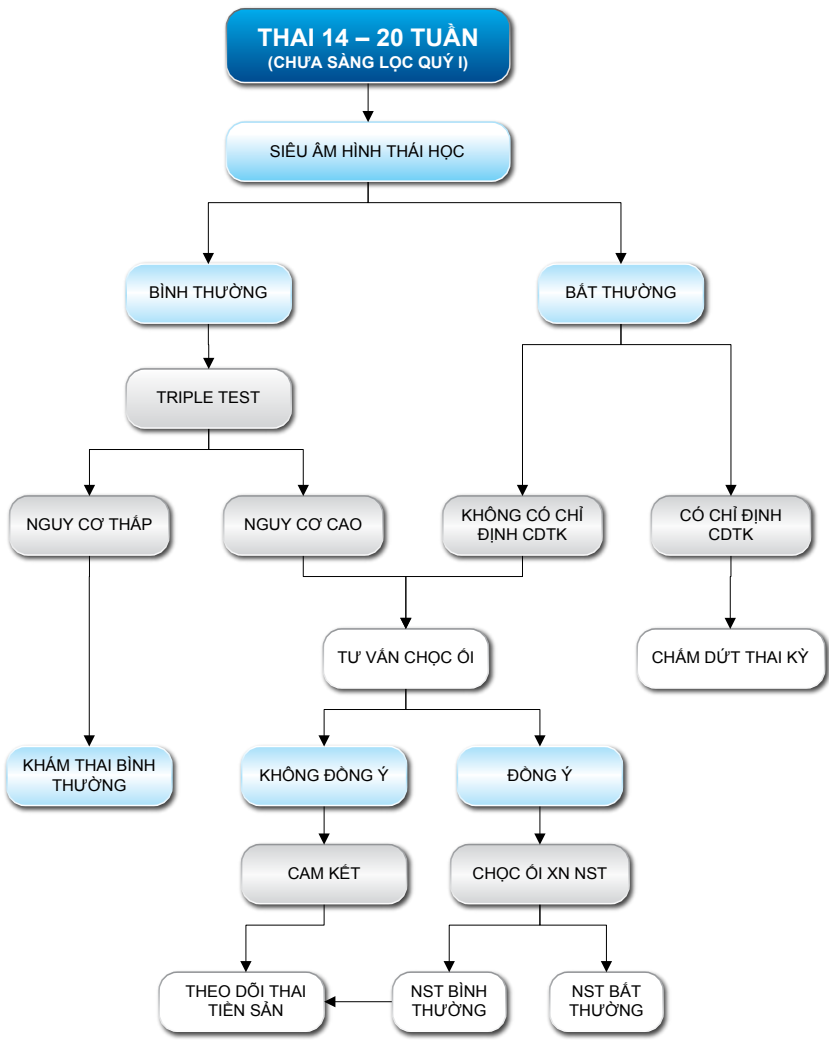 THAI 14 – 20 TUẦN
(CHƯA SÀNG LỌC QUÝ I)
SIÊU ÂM HÌNH THÁI HỌC
BÌNH THƯỜNG
BẤT THƯỜNG
TRIPLE TEST
NGUY CƠ THẤP
NGUY CƠ CAO
KHÔNG CÓ CHỈ
ĐỊNH CDTK
CÓ CHỈ ĐỊNH
CDTK
TƯ VẤN CHỌC ỐI
CHẤM DỨT THAI KỲ
KHÁM THAI BÌNH
THƯỜNG
KHÔNG ĐỒNG Ý
ĐỒNG Ý
CAM KẾT
CHỌC ỐI XN NST
THEO DÕI THAI
TIỀN SẢN
NST BÌNH
THƯỜNG
NST BẤT
THƯỜNG